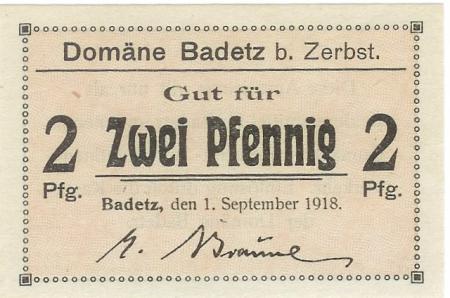 Domäne Badetz b. Zerbst.
Gut für
2 Zwei Pfennig 2
Pfg. Pfg.
Badetz, den 1. September 1918.